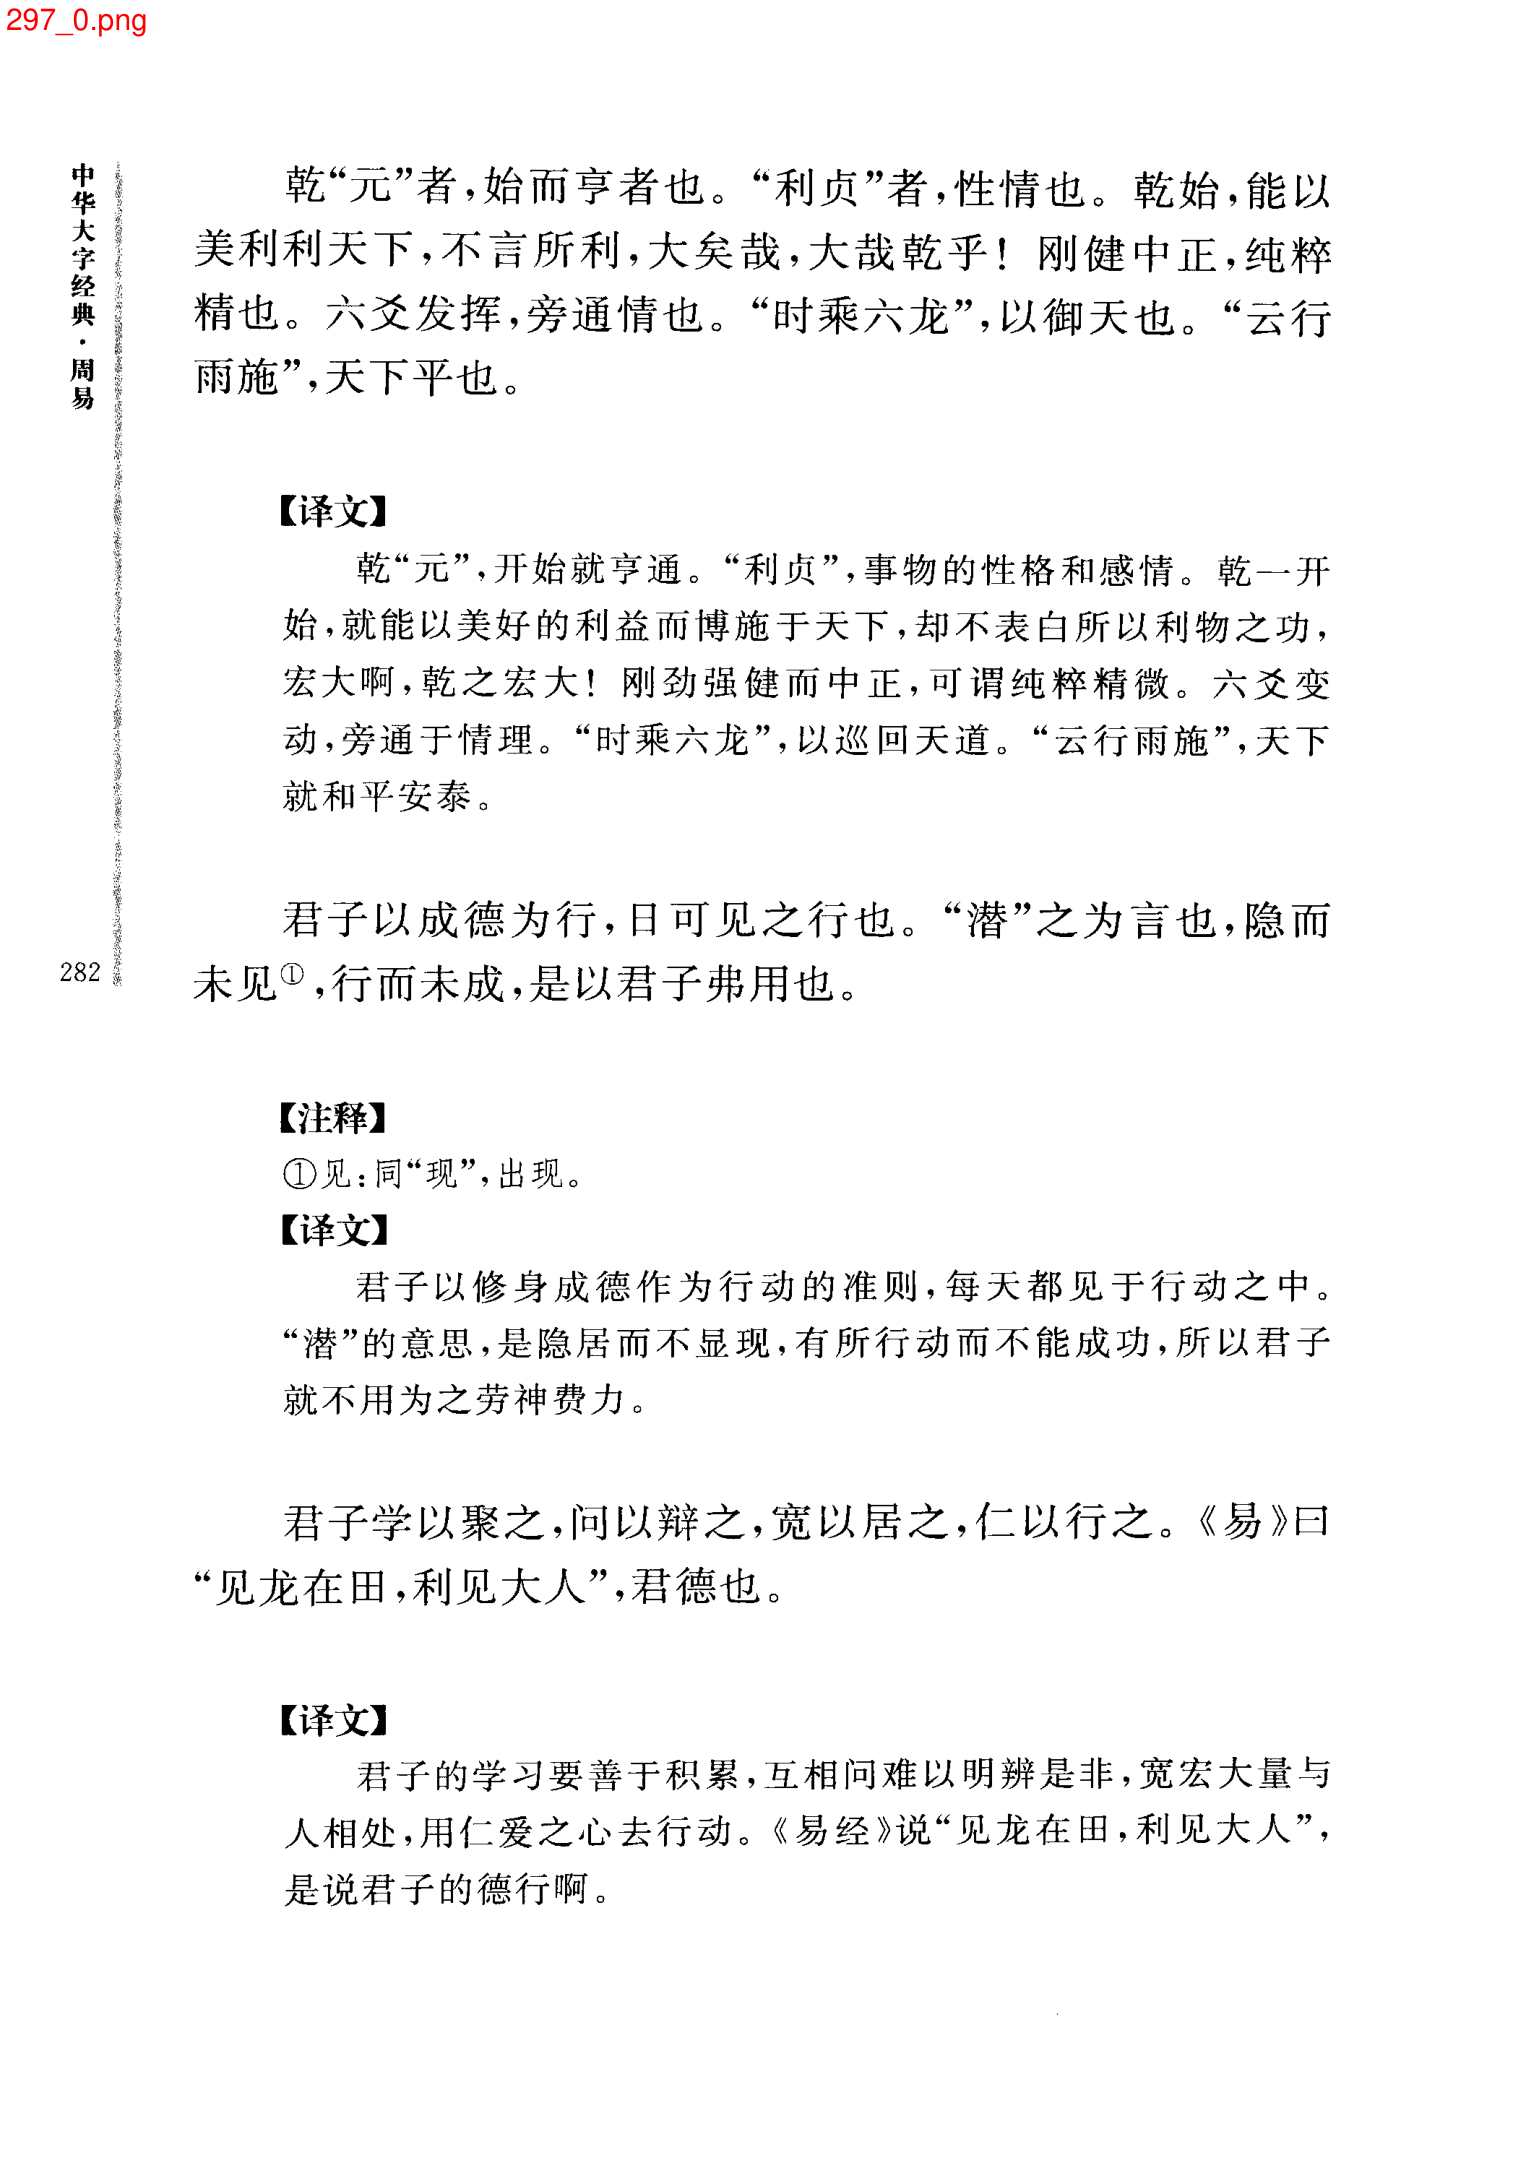 297_0.png
中华大字经典·周易
282
乾“元”者，始而亨者也。“利贞”者，性情也。乾始，能以
美利利天下，不言所利，大矣哉，大哉乾乎！刚健中正，纯粹
精也。六爻发挥，旁通情也。“时乘六龙”，以御天也。“云行
雨施”，天下平也。
【译文】
乾“元”，开始就亨通。“利贞”，事物的性格和感情。乾一开
始，就能以美好的利益而博施于天下，却不表白所以利物之功，
宏大啊，乾之宏大！刚劲强健而中正，可谓纯粹精微。六爻变
动，旁通于情理。“时乘六龙”，以巡回天道。“云行雨施”，天下
就和平安泰。
君子以成德为行，日可见之行也。“潜”之为言也，隐而
未见①，行而未成，是以君子弗用也。
【注释】
①见：同“现”，出现。
【译文】
君子以修身成德作为行动的准则，每天都见于行动之中。
“潜”的意思，是隐居而不显现，有所行动而不能成功，所以君子
就不用为之劳神费力。
君子学以聚之，问以辩之，宽以居之，仁以行之。《易》曰
“见龙在田，利见大人”，君德也。
【译文】
君子的学习要善于积累，互相问难以明辨是非，宽宏大量与
人相处，用仁爱之心去行动。《易经》说“见龙在田，利见大人”，
是说君子的德行啊。